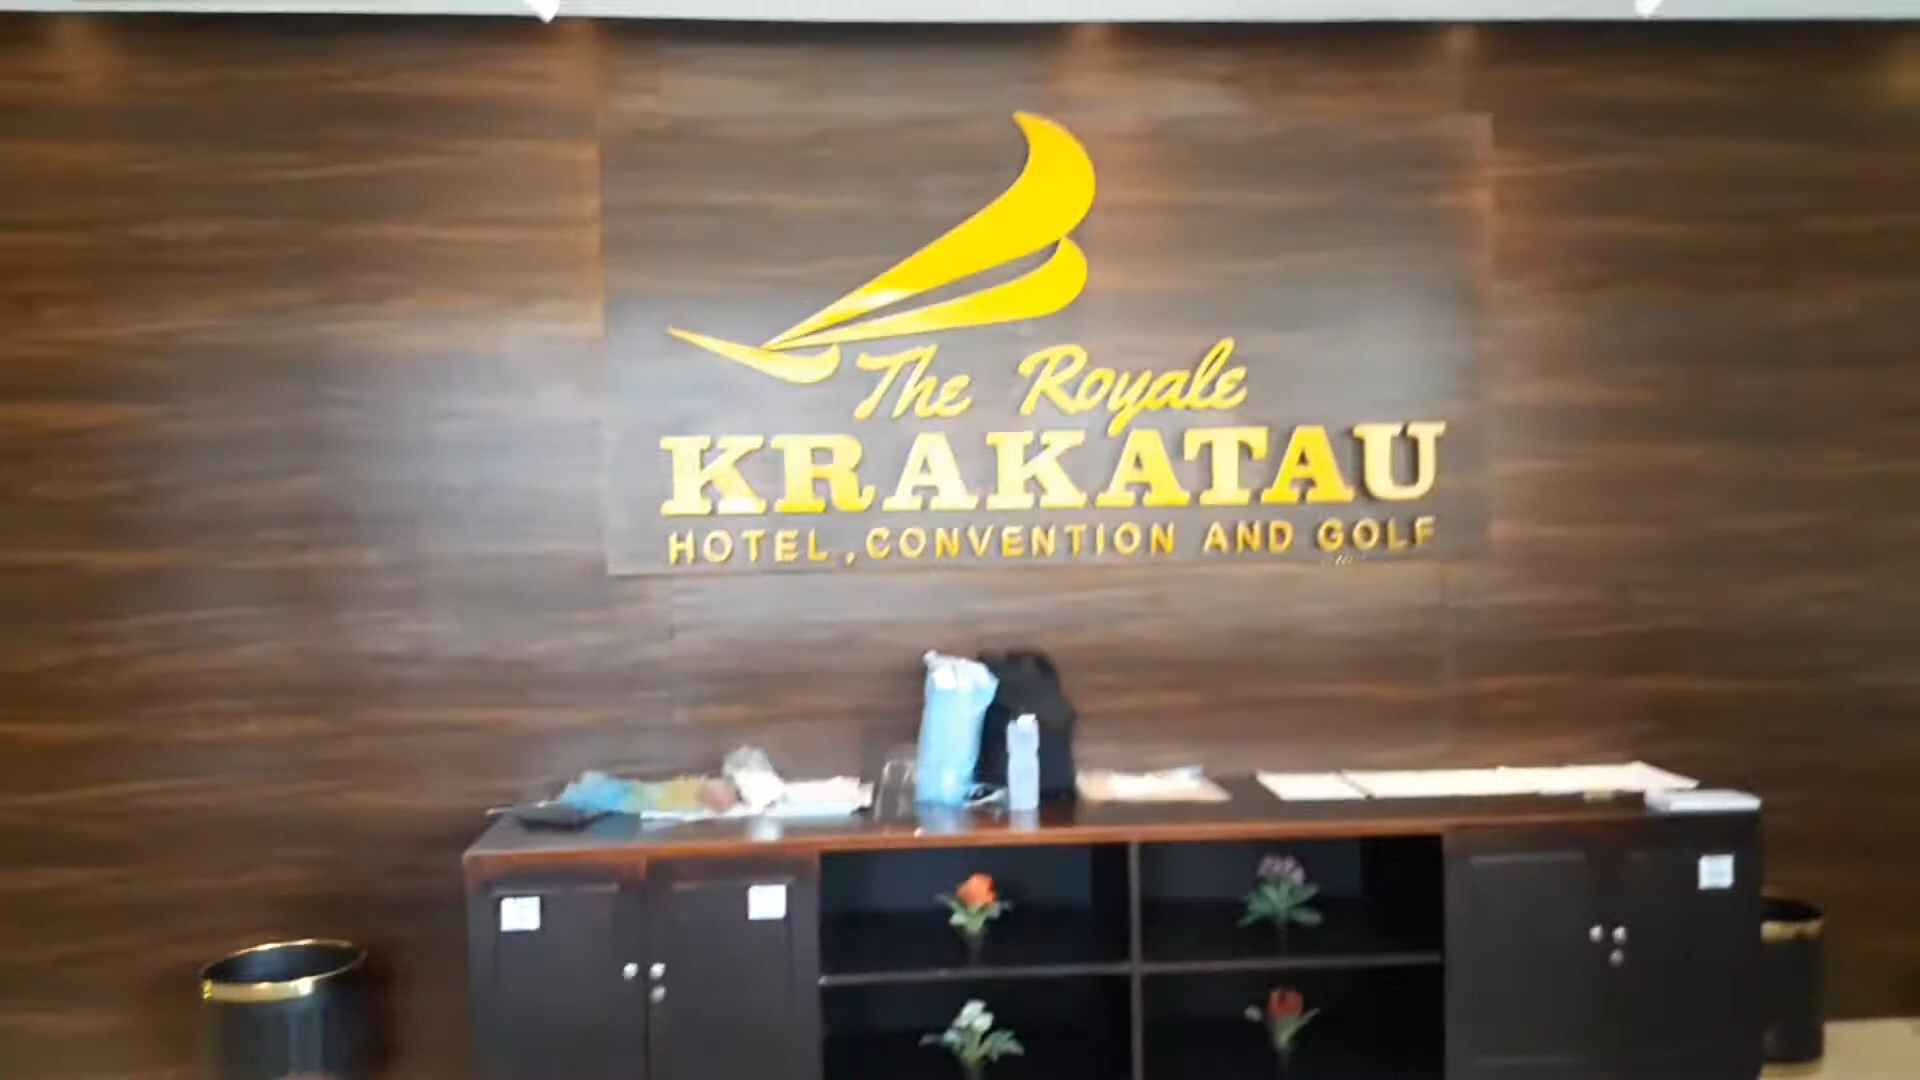 The Royale
KRAKATAU
HOTEL, CONVENTION AND GOLF